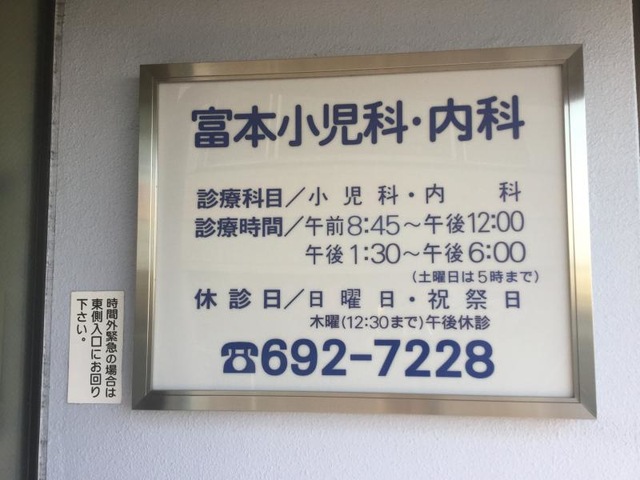 富本小児科・内科
診療科目/小児科・内科
診療時間/午前8:45～午後12:00
午後1:30～午後6:00
(土曜日は5時まで)
休診日/日曜日・祝祭日
木曜(12:30まで)午後休診
☎692-7228
時間外緊急の場合は
東側入口にお回り
下さい。